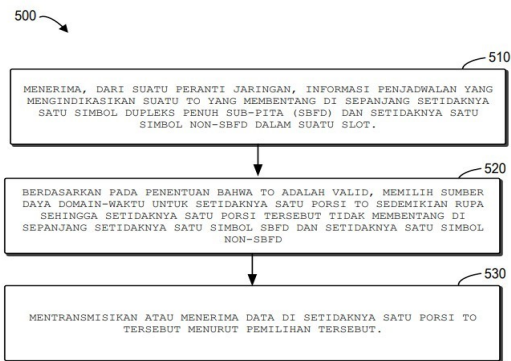 500
510
MENERIMA, DARI SUATU PERANTI JARINGAN, INFORMASI PENJADWALAN YANG
MENGINDIKASIKAN SUATU TO YANG MEMBENTANG DI SEPANJANG SETIDAKNYA
SATU SIMBOL DUPLEKS PENUH SUB-PITA (SBFD) DAN SETIDAKNYA SATU
SIMBOL NON-SBFD DALAM SUATU SLOT.
520
BERDASARKAN PADA PENENTUAN BAHWA TO ADALAH VALID, MEMILIH SUMBER
DAYA DOMAIN-WAKTU UNTUK SETIDAKNYA SATU PORSI TO SEDEMIKIAN RUPA
SEHINGGA SETIDAKNYA SATU PORSI TERSEBUT TIDAK MEMBENTANG DI
SEPANJANG SETIDAKNYA SATU SIMBOL SBFD DAN SETIDAKNYA SATU SIMBOL
NON-SBFD
530
MENTRANSMISIKAN ATAU MENERIMA DATA DI SETIDAKNYA SATU PORSI TO
TERSEBUT MENURUT PEMILIHAN TERSEBUT.